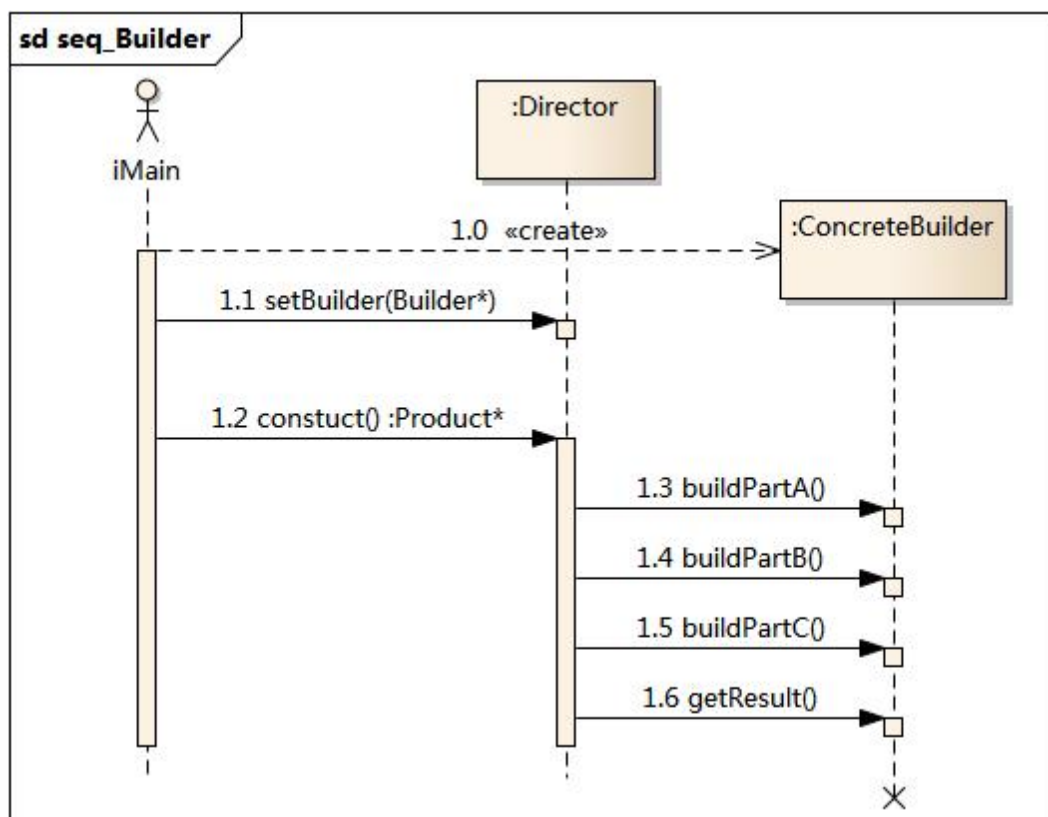 sd seq_Builder
:Director
iMain
1.0 «create»
:ConcreteBuilder
1.1 setBuilder(Builder*)
1.2 constuct() :Product*
1.3 buildPartA()
1.4 buildPartB()
1.5 buildPartC()
1.6 getResult()